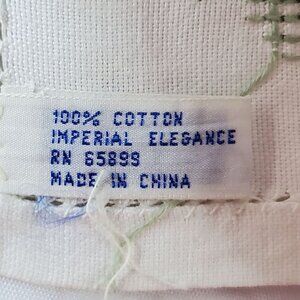 100% COTTON
IMPERIAL ELEGANCE
RN 65899
MADE IN CHINA